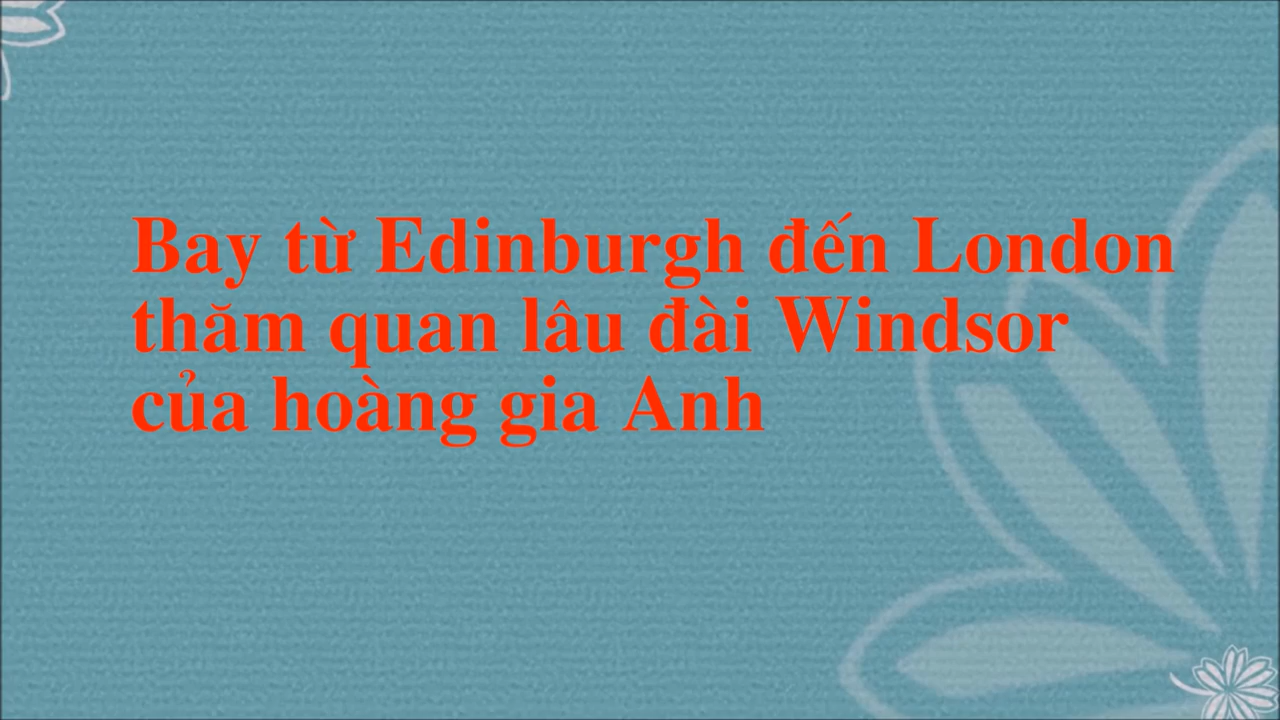 Bay từ Edinburgh đến London
thăm quan lâu đài Windsor
của hoàng gia Anh